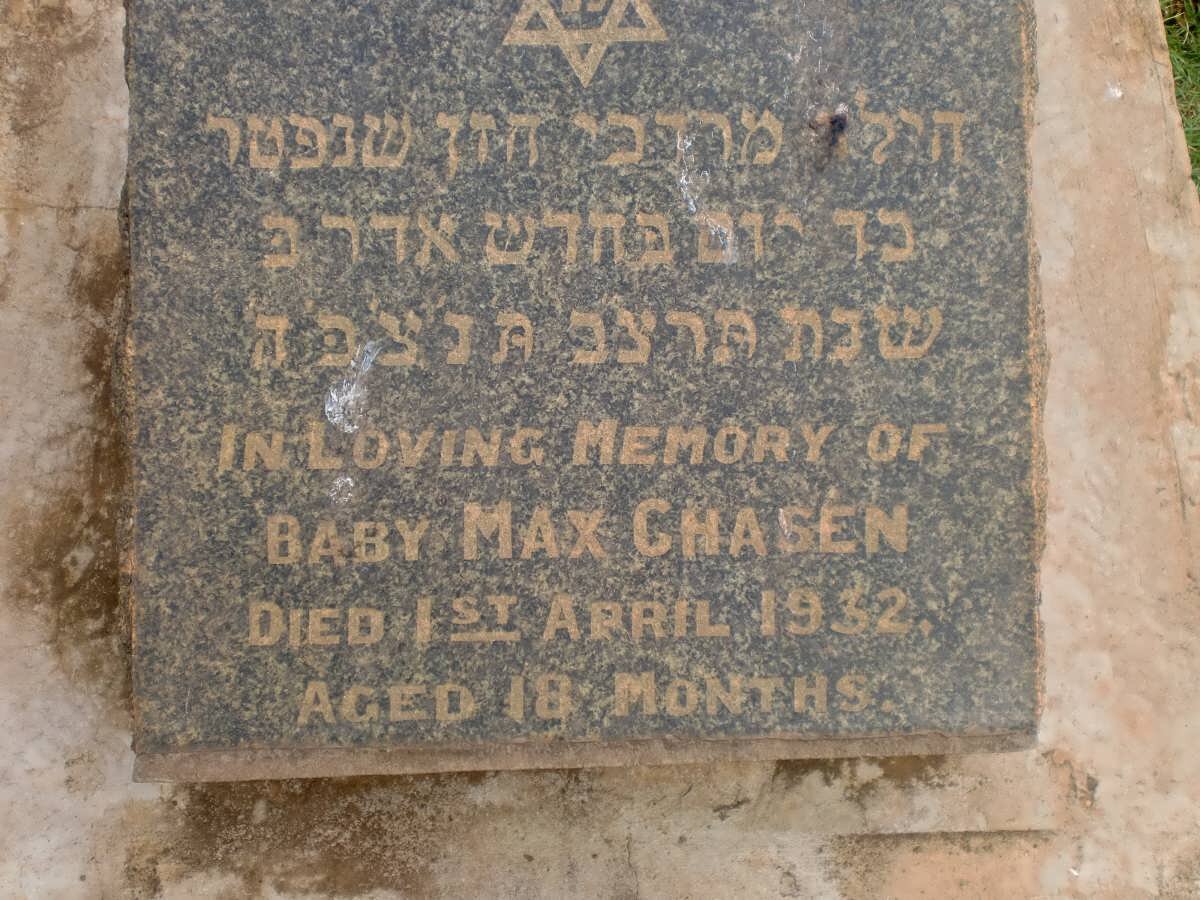 הילד מרדכי חזן שנפטר
כד יום בחדש אדר ב
שנת תרצב ת׳נ׳צ׳ב׳ה׳
IN LOVING MEMORY OF
BABY MAX CHASEN
DIED 1ST APRIL 1932.
AGED 18 MONTHS.